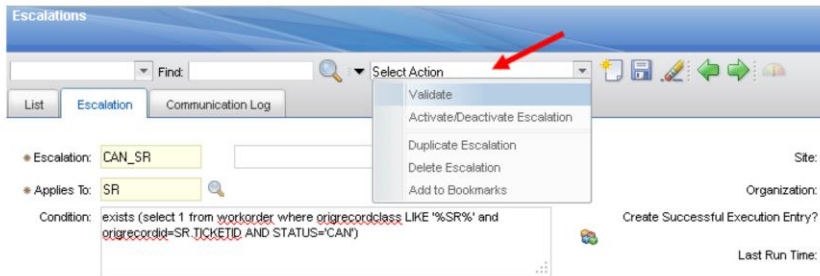 Escalations
Find:
Select Action
List
Escalation
Communication Log
Validate
Activate/Deactivate Escalation
Duplicate Escalation
Delete Escalation
Add to Bookmarks
Escalation: CAN_SR
Site:
Applies To: SR
Organization:
Condition: exists (select 1 from workorder where origrecordclass LIKE '%SR%' and
origrecordid=SR.TICKETID AND STATUS='CAN')
Create Successful Execution Entry?
Last Run Time: